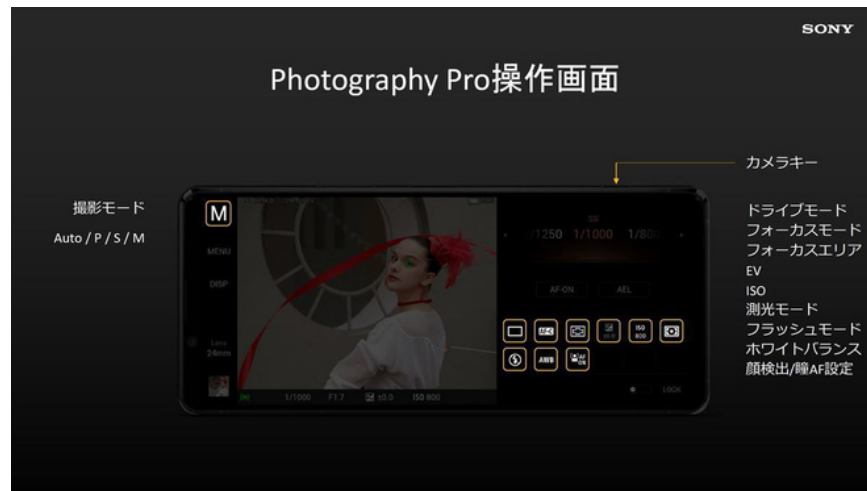 SONY
Photography Pro操作画面
カメラキー
撮影モード
Auto / P / S / M
M
MENU
DISP
Lens
24mm
SS
1/1000
AF-ON
AEL
AF-C
ISO
800
AWB
AF
ON
LOCK
1/1000
F1.7
±0.0
ISO 800
ドライブモード
フォーカスモード
フォーカスエリア
EV
ISO
測光モード
フラッシュモード
ホワイトバランス
顔検出/瞳AF設定